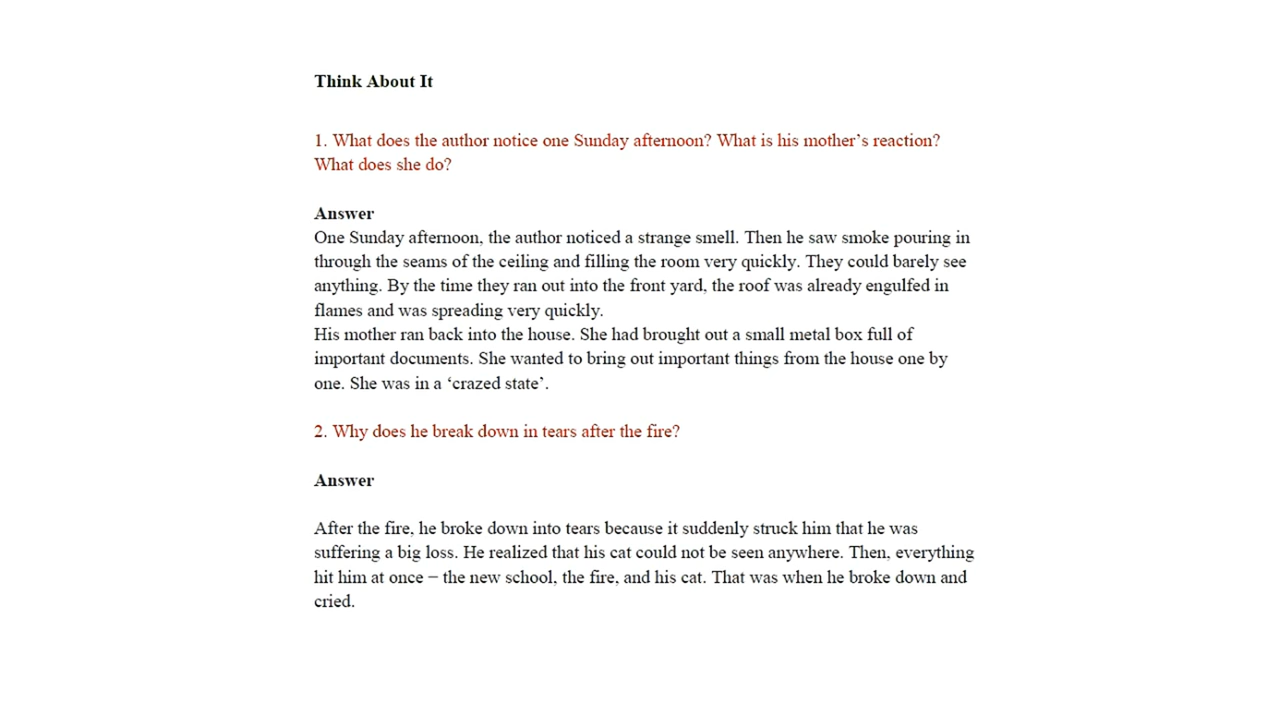 Think About It
1. What does the author notice one Sunday afternoon? What is his mother’s reaction?
What does she do?
Answer
One Sunday afternoon, the author noticed a strange smell. Then he saw smoke pouring in
through the seams of the ceiling and filling the room very quickly. They could barely see
anything. By the time they ran out into the front yard, the roof was already engulfed in
flames and was spreading very quickly.
His mother ran back into the house. She had brought out a small metal box full of
important documents. She wanted to bring out important things from the house one by
one. She was in a ‘crazed state’.
2. Why does he break down in tears after the fire?
Answer
After the fire, he broke down into tears because it suddenly struck him that he was
suffering a big loss. He realized that his cat could not be seen anywhere. Then, everything
hit him at once − the new school, the fire, and his cat. That was when he broke down and
cried.